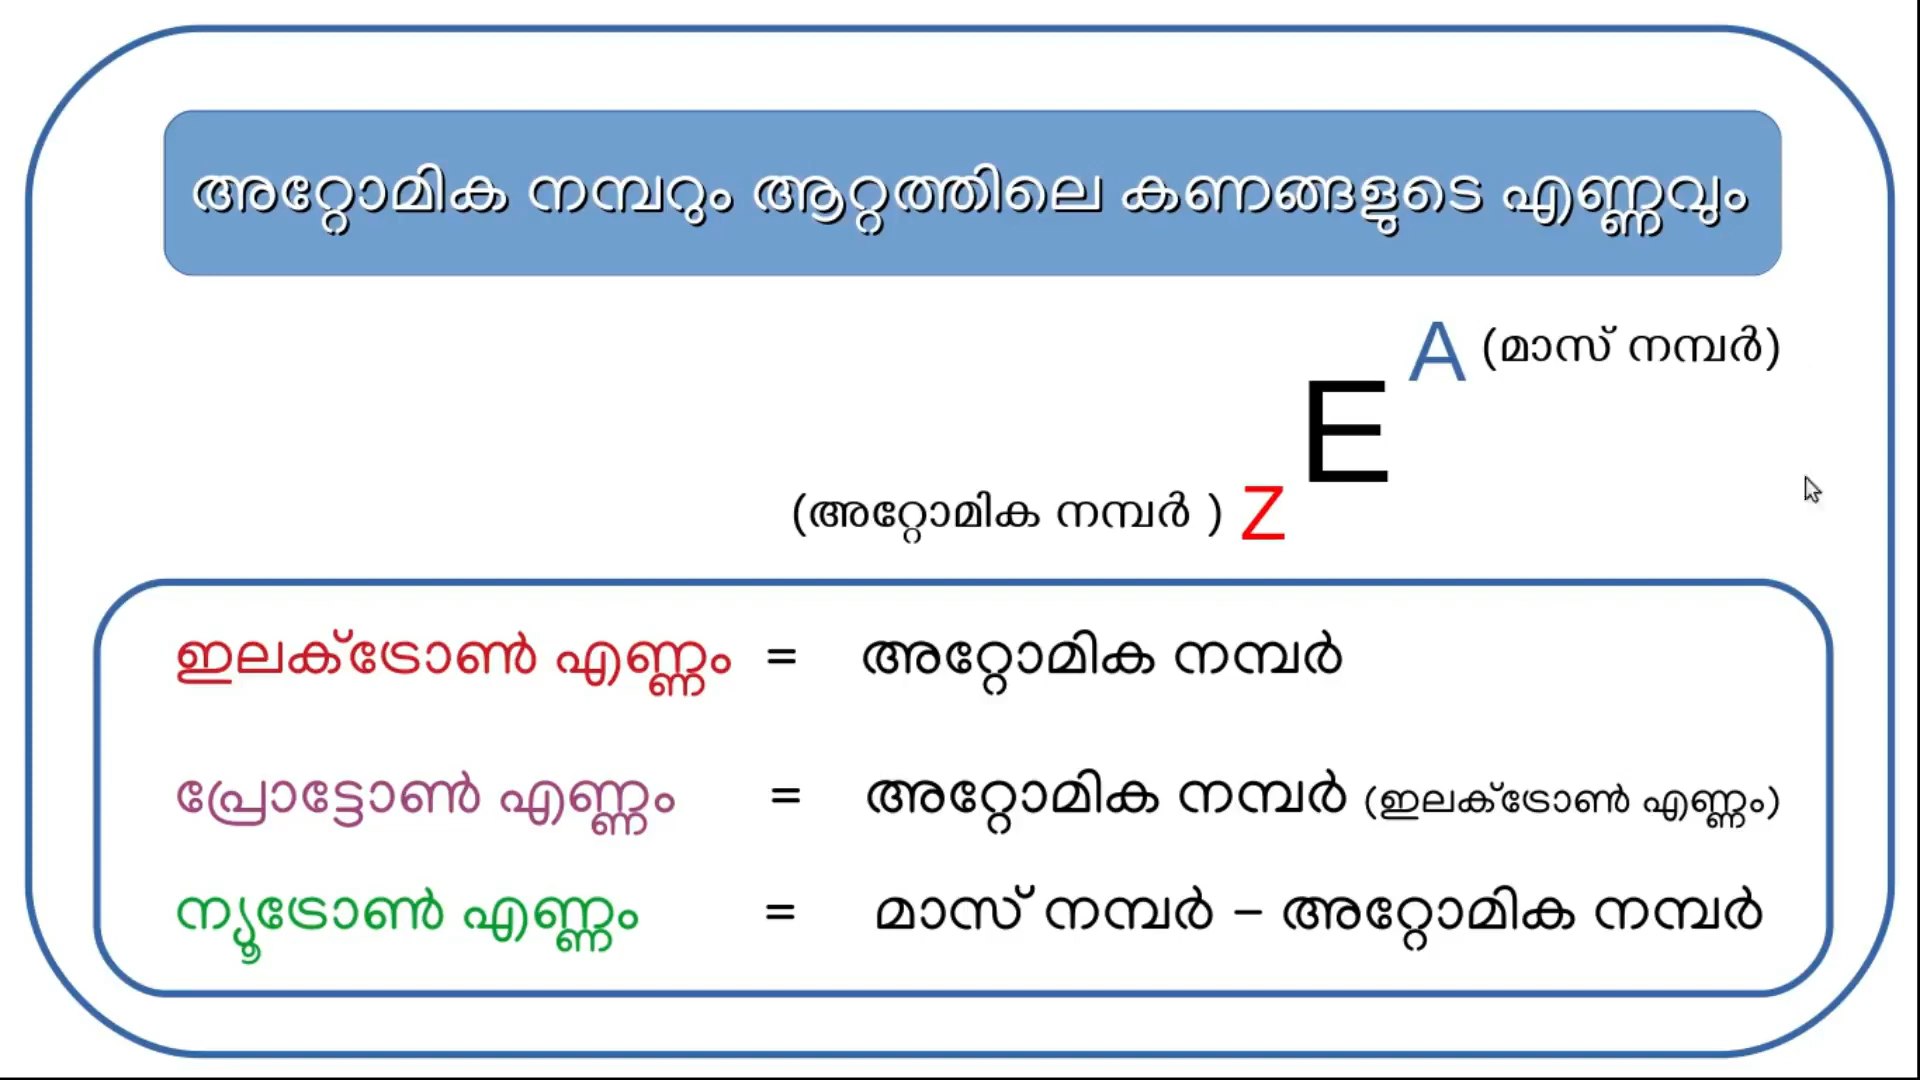 അറ്റോമിക നമ്പറും ആറ്റത്തിലെ കണങ്ങളുടെ എണ്ണവും
A (മാസ് നമ്പർ)
E
(അറ്റോമിക നമ്പർ ) Z
ഇലക്ട്രോൺ എണ്ണം = അറ്റോമിക നമ്പർ
പ്രോട്ടോൺ എണ്ണം = അറ്റോമിക നമ്പർ (ഇലക്ട്രോൺ എണ്ണം)
ന്യൂട്രോൺ എണ്ണം = മാസ് നമ്പർ – അറ്റോമിക നമ്പർ